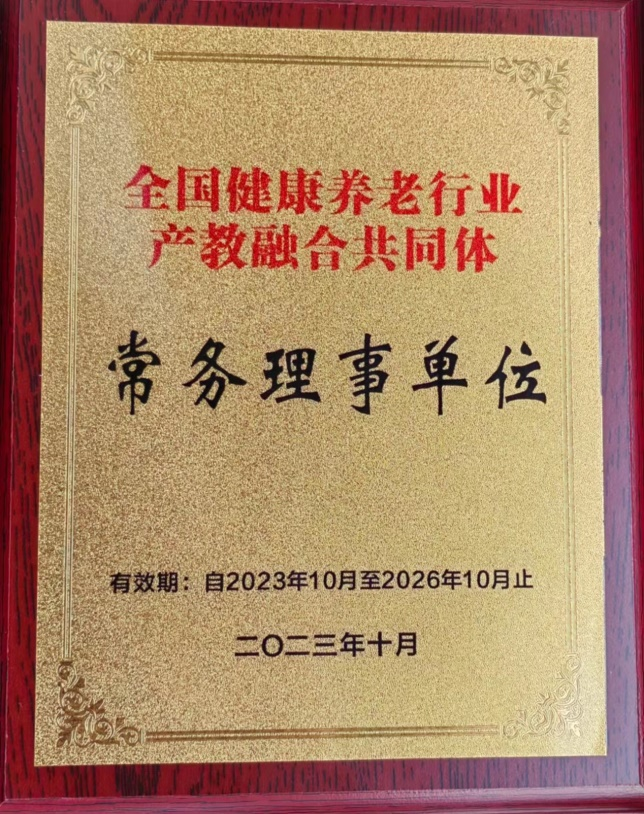 全国健康养老行业
产教融合共同体
常务理事单位
有效期：自2023年10月至2026年10月止
二〇二三年十月